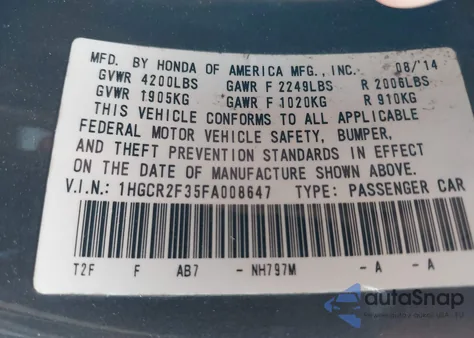 MFD. BY HONDA OF AMERICA MFG., INC. 08/14
GVWR 4200LBS GAWR F 2249LBS R 2006LBS
GVWR 1905KG GAWR F 1020KG R 910KG
THIS VEHICLE CONFORMS TO ALL APPLICABLE
FEDERAL MOTOR VEHICLE SAFETY, BUMPER,
AND THEFT PREVENTION STANDARDS IN EFFECT
ON THE DATE OF MANUFACTURE SHOWN ABOVE.
V.I.N.: 1HGCR2F35FA008647 TYPE: PASSENGER CAR
T2F F AB7 - NH797M - A - A
autoSnap